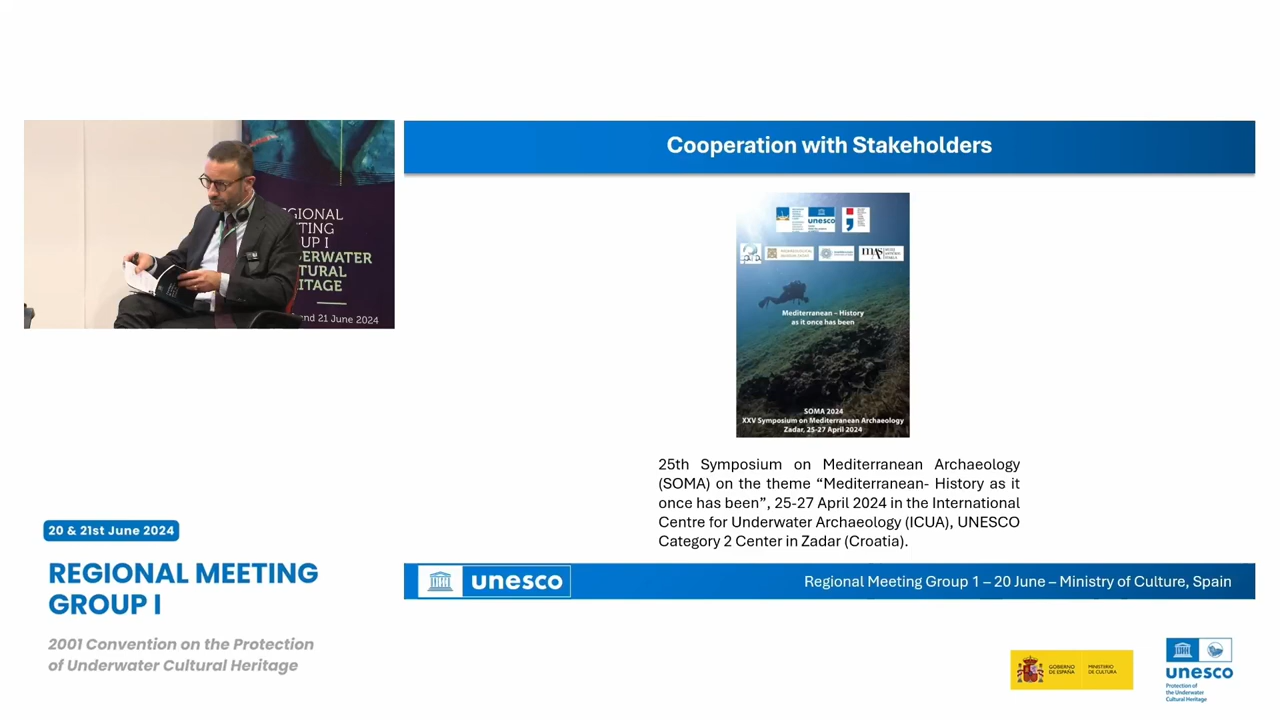 Cooperation with Stakeholders
GIONAL
TING
UP I
ERWATER
TURAL
ITAGE
and 21 June 2024
unesco
Mediterranean – History
as it once has been
SOMA 2024
XXV Symposium on Mediterranean Archaeology
Zadar, 25-27 April 2024
25th Symposium on Mediterranean Archaeology
(SOMA) on the theme “Mediterranean- History as it
once has been”, 25-27 April 2024 in the International
Centre for Underwater Archaeology (ICUA), UNESCO
Category 2 Center in Zadar (Croatia).
20 & 21st June 2024
REGIONAL MEETING
GROUP I
2001 Convention on the Protection
of Underwater Cultural Heritage
unesco
Regional Meeting Group 1 – 20 June – Ministry of Culture, Spain
GOBIERNO
DE ESPAÑA
MINISTERIO
DE CULTURA
unesco
Protection of
the Underwater
Cultural Heritage